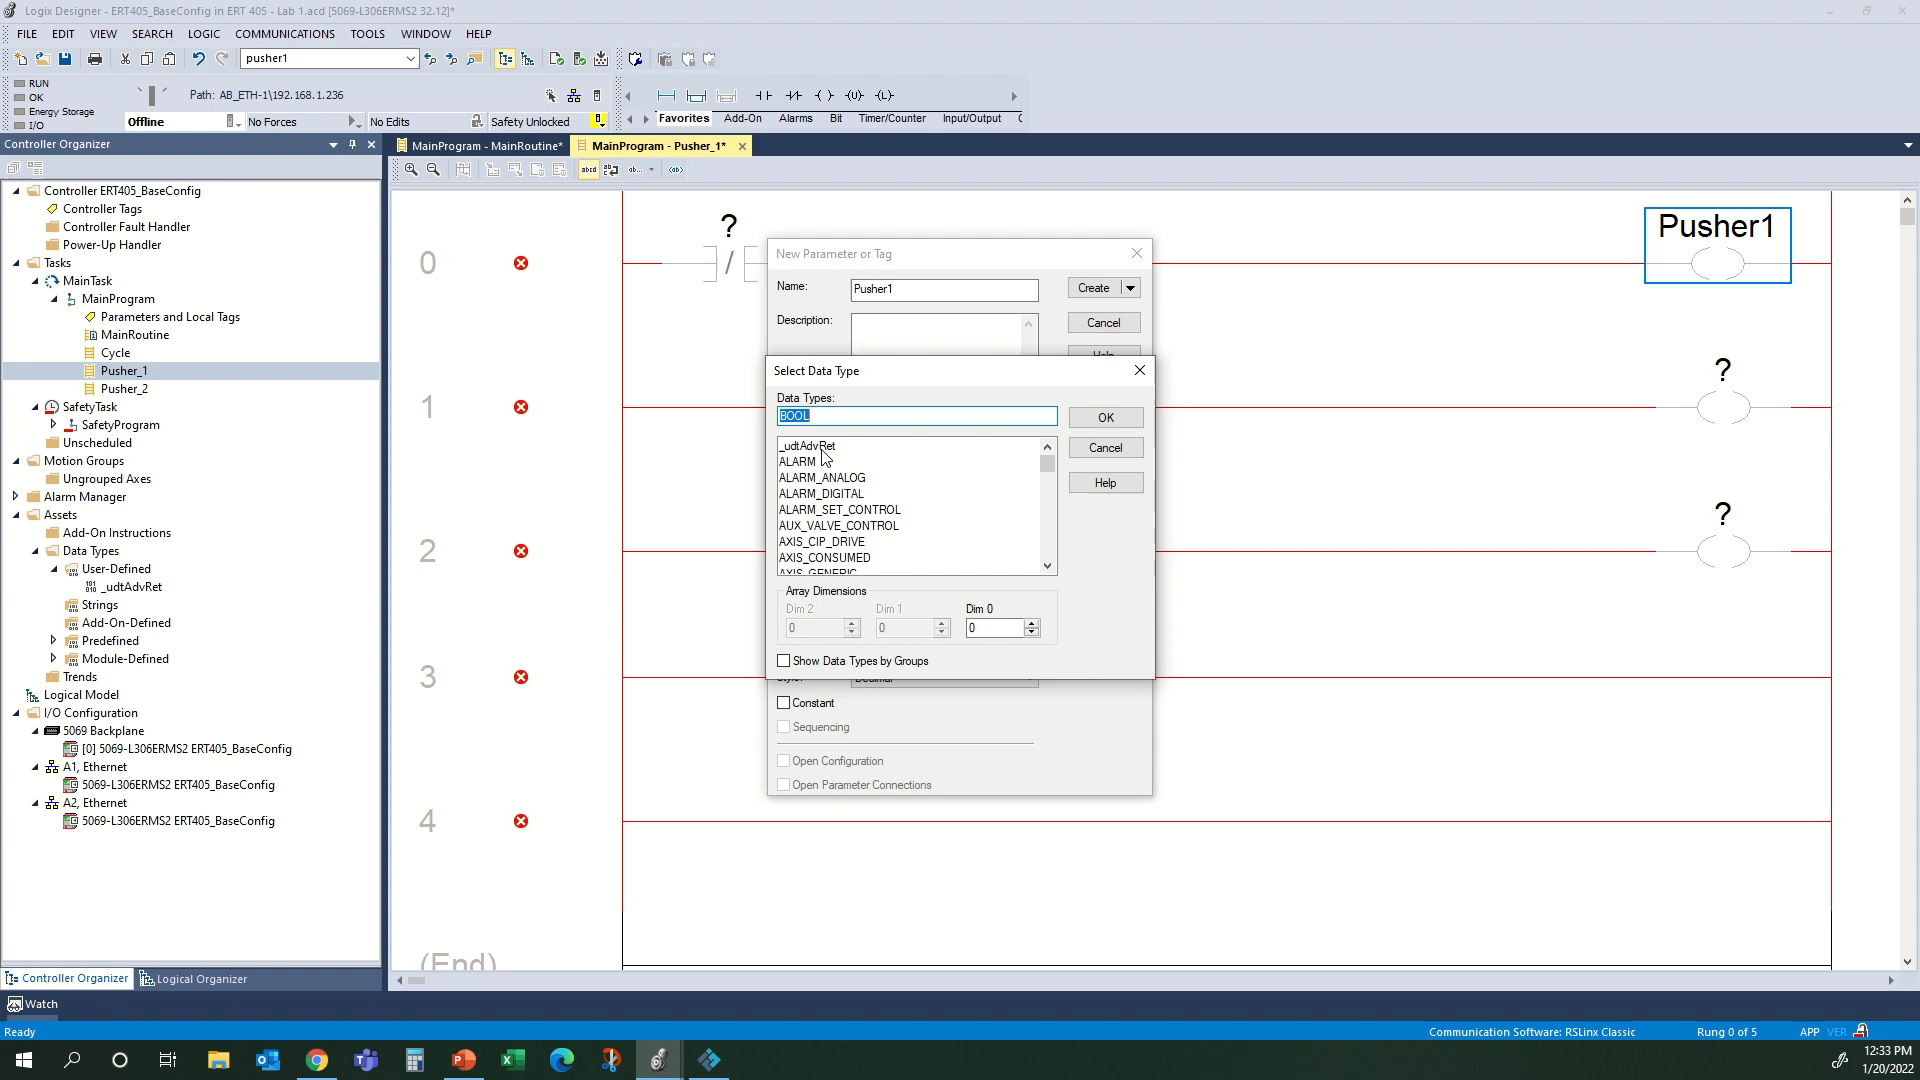 Logix Designer - ERT405_BaseConfig in ERT 405 - Lab 1.acd [5069-L306ERMS2 32.12]*
FILE EDIT VIEW SEARCH LOGIC COMMUNICATIONS TOOLS WINDOW HELP
pusher1
RUN
OK
Energy Storage
I/O
Path: AB_ETH-1\192.168.1.236
Offline
No Forces
No Edits
Safety Unlocked
Favorites Add-On Alarms Bit Timer/Counter Input/Output
Controller Organizer
MainProgram - MainRoutine*
MainProgram - Pusher_1*
Controller ERT405_BaseConfig
Controller Tags
Controller Fault Handler
Power-Up Handler
Tasks
MainTask
MainProgram
Parameters and Local Tags
MainRoutine
Cycle
Pusher_1
Pusher_2
SafetyTask
SafetyProgram
Unscheduled
Motion Groups
Ungrouped Axes
Alarm Manager
Assets
Add-On Instructions
Data Types
User-Defined
_udtAdvRet
Strings
Add-On-Defined
Predefined
Module-Defined
Trends
Logical Model
I/O Configuration
5069 Backplane
[0] 5069-L306ERMS2 ERT405_BaseConfig
A1, Ethernet
5069-L306ERMS2 ERT405_BaseConfig
A2, Ethernet
5069-L306ERMS2 ERT405_BaseConfig
Controller Organizer
Logical Organizer
0
?
Pusher1
1
?
2
?
3
4
(End)
New Parameter or Tag
Name:
Pusher1
Create
Description:
Cancel
Help
Select Data Type
Data Types:
BOOL
OK
_udtAdvRet
ALARM
ALARM_ANALOG
ALARM_DIGITAL
ALARM_SET_CONTROL
AUX_VALVE_CONTROL
AXIS_CIP_DRIVE
AXIS_CONSUMED
AXIS_GENERIC
Cancel
Help
Array Dimensions
Dim 2 Dim 1 Dim 0
0 0 0
Show Data Types by Groups
Style: Decimal
Constant
Sequencing
Open Configuration
Open Parameter Connections
Watch
Ready
Communication Software: RSLinx Classic
Rung 0 of 5
APP VER
12:33 PM
1/20/2022